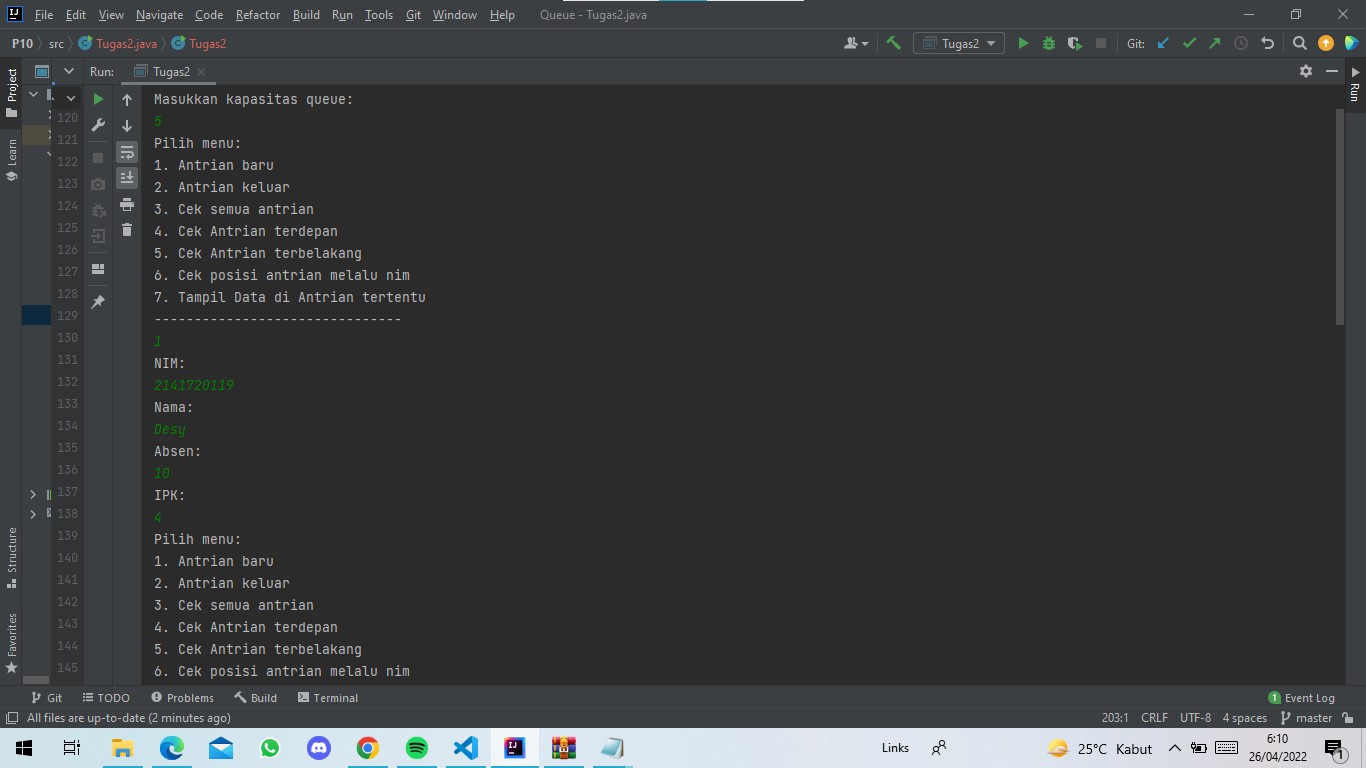 File Edit View Navigate Code Refactor Build Run Tools Git Window Help Queue - Tugas2.java
P10 src Tugas2.java Tugas2 Tugas2 Git:
Project
Learn
Structure
Favorites
Run: Tugas2
Run
120
121
122
123
124
125
126
127
128
129
130
131
132
133
134
135
136
137
138
139
140
141
142
143
144
145
Masukkan kapasitas queue:
5
Pilih menu:
1. Antrian baru
2. Antrian keluar
3. Cek semua antrian
4. Cek Antrian terdepan
5. Cek Antrian terbelakang
6. Cek posisi antrian melalu nim
7. Tampil Data di Antrian tertentu
-------------------------------
1
NIM:
2141720119
Nama:
Desy
Absen:
10
IPK:
4
Pilih menu:
1. Antrian baru
2. Antrian keluar
3. Cek semua antrian
4. Cek Antrian terdepan
5. Cek Antrian terbelakang
6. Cek posisi antrian melalu nim
Git TODO Problems Build Terminal 1 Event Log
All files are up-to-date (2 minutes ago) 203:1 CRLF UTF-8 4 spaces master
Links 25°C Kabut 6:10
26/04/2022 1